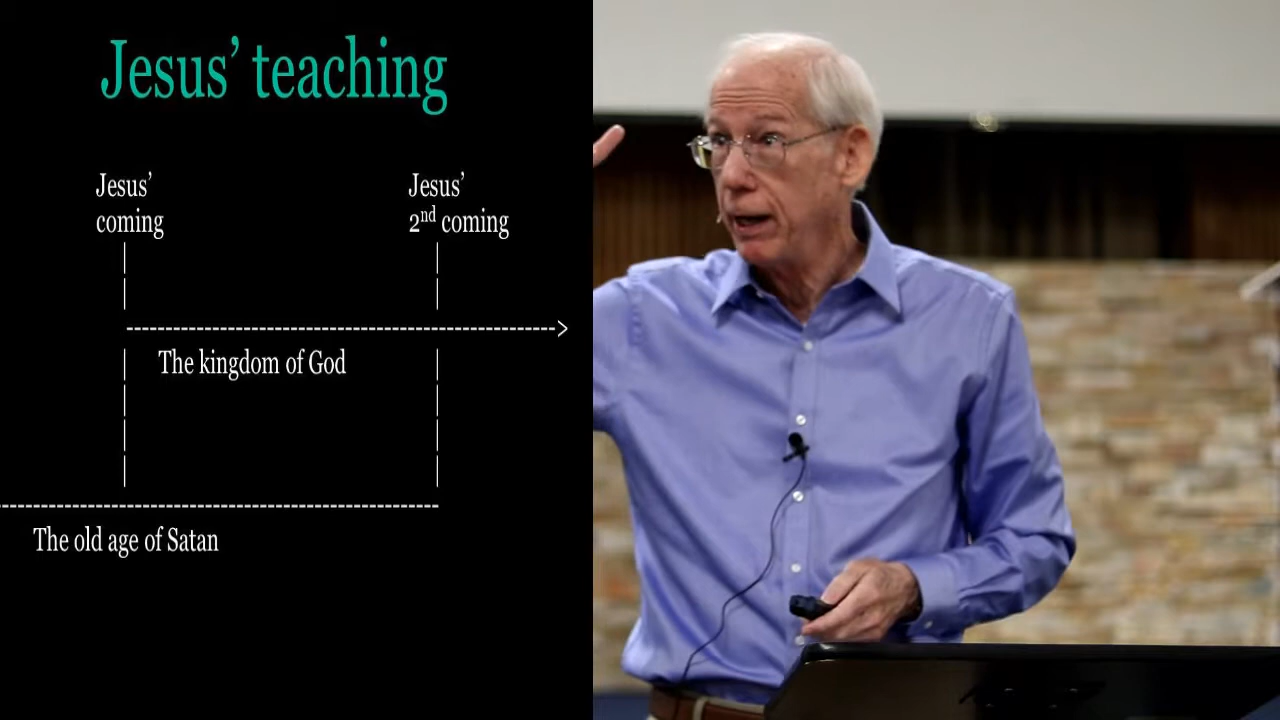 Jesus’ teaching
Jesus’
coming
Jesus’
2nd coming
The kingdom of God
The old age of Satan